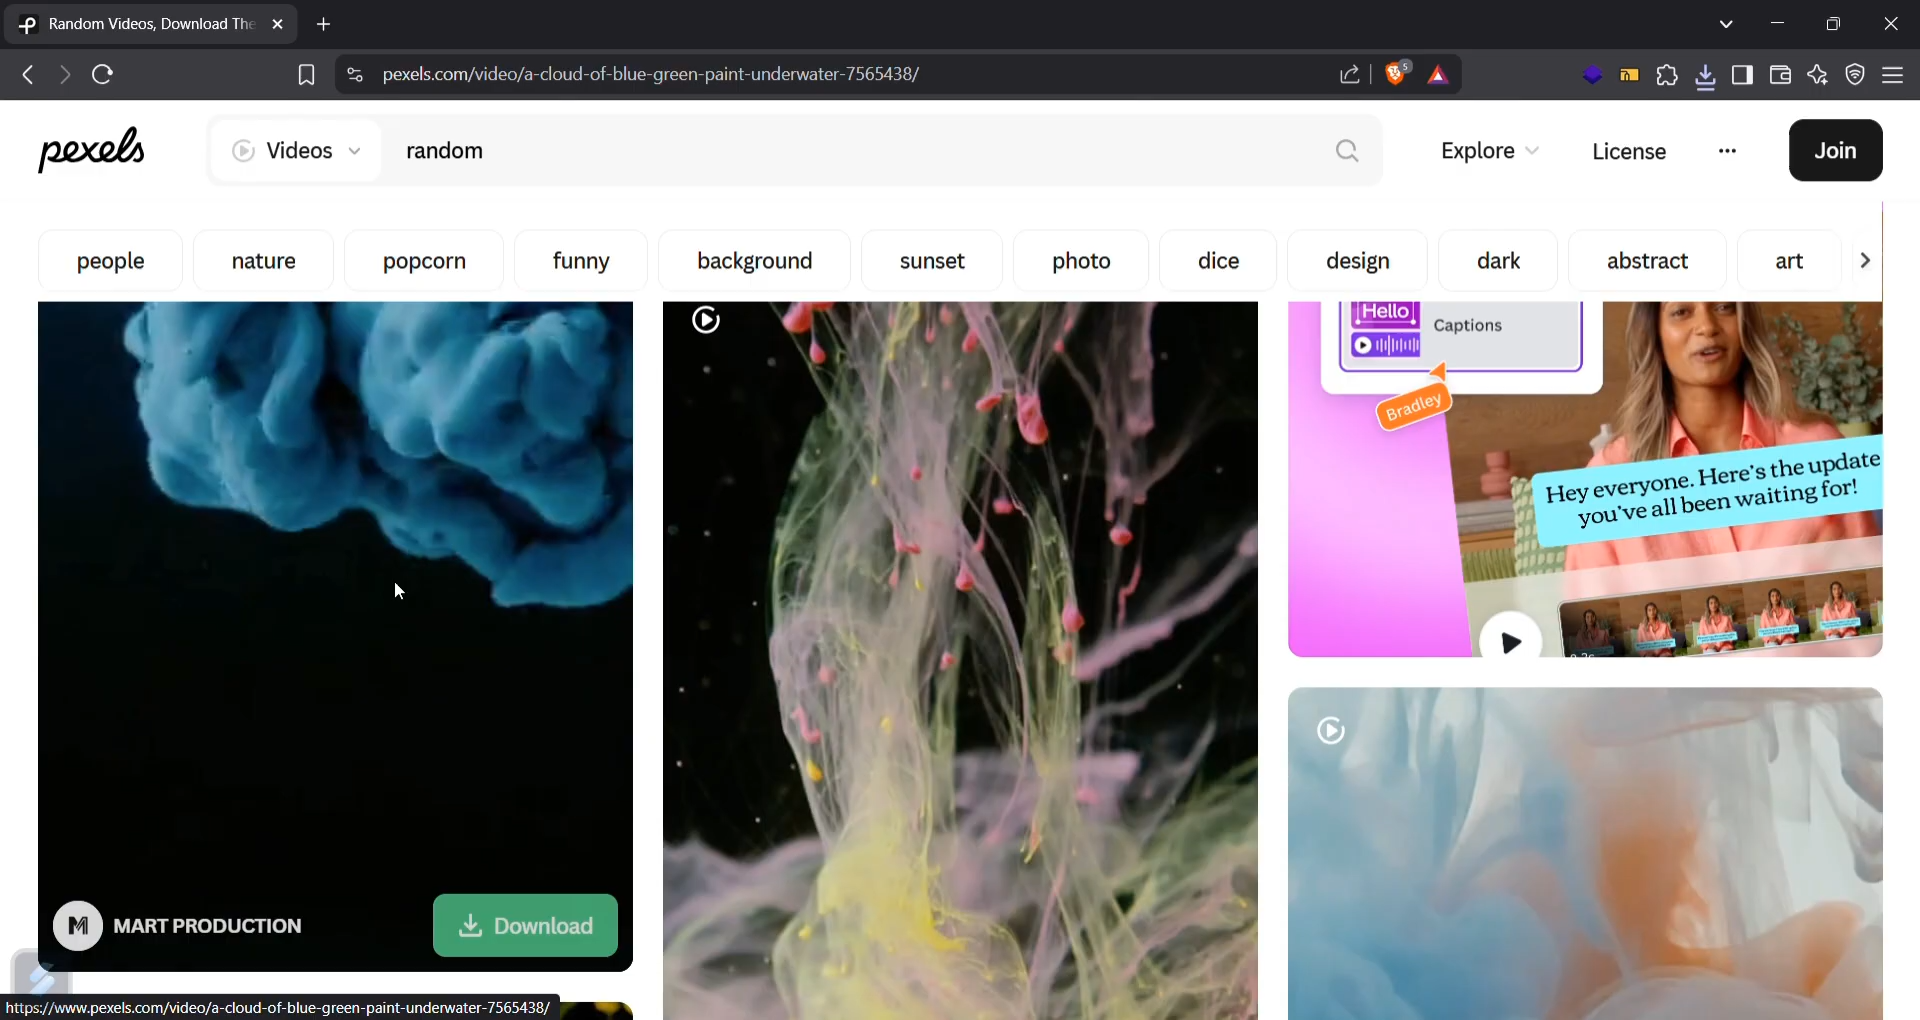 Random Videos, Download The
pexels.com/video/a-cloud-of-blue-green-paint-underwater-7565438/
5
pexels
Videos
random
Explore
License
Join
people
nature
popcorn
funny
background
sunset
photo
dice
design
dark
abstract
art
Hello
Captions
Bradley
Hey everyone. Here's the update
you've all been waiting for!
M
MART PRODUCTION
Download
https://www.pexels.com/video/a-cloud-of-blue-green-paint-underwater-7565438/